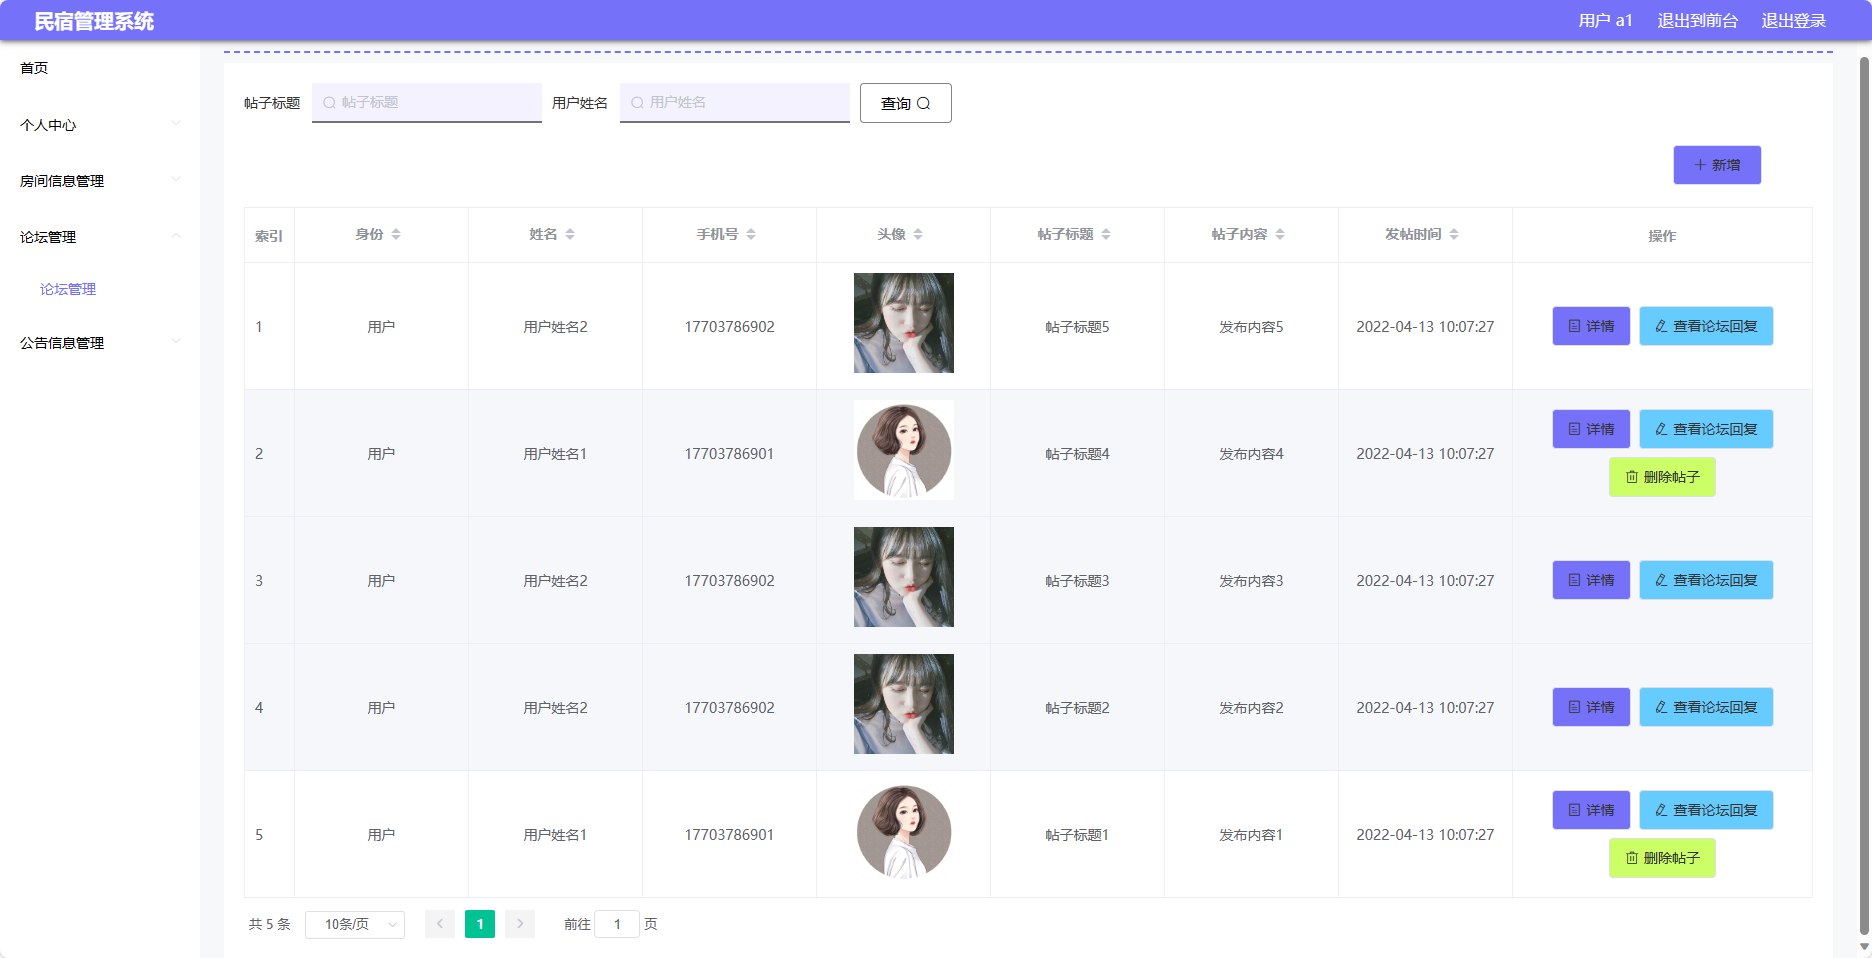 民宿管理系统
用户 a1 退出到前台 退出登录
首页
个人中心
房间信息管理
论坛管理
论坛管理
公告信息管理
帖子标题 帖子标题 用户姓名 用户姓名 查询
新增
索引 身份 姓名 手机号 头像 帖子标题 帖子内容 发帖时间 操作
1 用户 用户姓名2 17703786902 帖子标题5 发布内容5 2022-04-13 10:07:27 详情 查看论坛回复
2 用户 用户姓名1 17703786901 帖子标题4 发布内容4 2022-04-13 10:07:27 详情 查看论坛回复
删除帖子
3 用户 用户姓名2 17703786902 帖子标题3 发布内容3 2022-04-13 10:07:27 详情 查看论坛回复
4 用户 用户姓名2 17703786902 帖子标题2 发布内容2 2022-04-13 10:07:27 详情 查看论坛回复
5 用户 用户姓名1 17703786901 帖子标题1 发布内容1 2022-04-13 10:07:27 详情 查看论坛回复
删除帖子
共 5 条 10条/页 1 前往 1 页